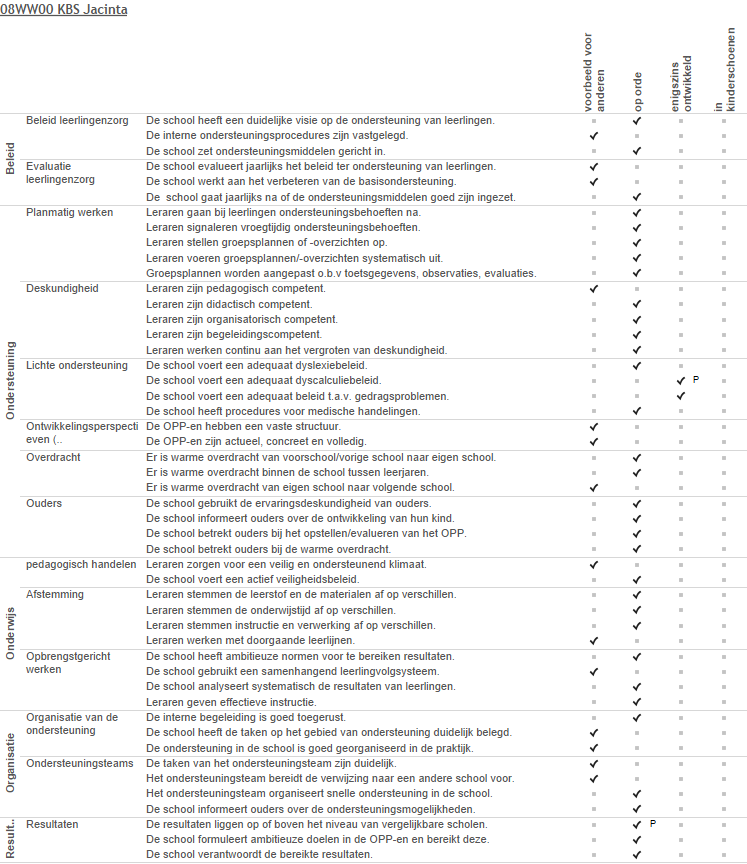 08WW00 KBS Jacinta
voorbeeld voor
anderen
op orde
enigszins
ontwikkeld
in
kinderschoenen
Beleid
Beleid leerlingenzorg De school heeft een duidelijke visie op de ondersteuning van leerlingen. ✓
De interne ondersteuningsprocedures zijn vastgelegd. ✓
De school zet ondersteuningsmiddelen gericht in. ✓
Evaluatie De school evalueert jaarlijks het beleid ter ondersteuning van leerlingen. ✓
leerlingenzorg De school werkt aan het verbeteren van de basisondersteuning. ✓
De school gaat jaarlijks na of de ondersteuningsmiddelen goed zijn ingezet. ✓
Ondersteuning
Planmatig werken Leraren gaan bij leerlingen ondersteuningsbehoeften na. ✓
Leraren signaleren vroegtijdig ondersteuningsbehoeften. ✓
Leraren stellen groepsplannen of -overzichten op. ✓
Leraren voeren groepsplannen/-overzichten systematisch uit. ✓
Groepsplannen worden aangepast o.b.v toetsgegevens, observaties, evaluaties. ✓
Deskundigheid Leraren zijn pedagogisch competent. ✓
Leraren zijn didactisch competent. ✓
Leraren zijn organisatorisch competent. ✓
Leraren zijn begeleidingscompetent. ✓
Leraren werken continu aan het vergroten van deskundigheid. ✓
Lichte ondersteuning De school voert een adequaat dyslexiebeleid. ✓
De school voert een adequaat dyscalculiebeleid. ✓ P
De school voert een adequaat beleid t.a.v. gedragsproblemen. ✓
De school heeft procedures voor medische handelingen. ✓
Ontwikkelingsperspecti De OPP-en hebben een vaste structuur. ✓
even (.. De OPP-en zijn actueel, concreet en volledig. ✓
Overdracht Er is warme overdracht van voorschool/vorige school naar eigen school. ✓
Er is warme overdracht binnen de school tussen leerjaren. ✓
Er is warme overdracht van eigen school naar volgende school. ✓
Ouders De school gebruikt de ervaringsdeskundigheid van ouders. ✓
De school informeert ouders over de ontwikkeling van hun kind. ✓
De school betrekt ouders bij het opstellen/evalueren van het OPP. ✓
De school betrekt ouders bij de warme overdracht. ✓
Onderwijs
pedagogisch handelen Leraren zorgen voor een veilig en ondersteunend klimaat. ✓
De school voert een actief veiligheidsbeleid. ✓
Afstemming Leraren stemmen de leerstof en de materialen af op verschillen. ✓
Leraren stemmen de onderwijstijd af op verschillen. ✓
Leraren stemmen instructie en verwerking af op verschillen. ✓
Leraren werken met doorgaande leerlijnen. ✓
Opbrengstgericht De school heeft ambitieuze normen voor te bereiken resultaten. ✓
werken De school gebruikt een samenhangend leerlingvolgsysteem. ✓
De school analyseert systematisch de resultaten van leerlingen. ✓
Leraren geven effectieve instructie. ✓
Organisatie
Organisatie van de De interne begeleiding is goed toegerust. ✓
ondersteuning De school heeft de taken op het gebied van ondersteuning duidelijk belegd. ✓
De ondersteuning in de school is goed georganiseerd in de praktijk. ✓
Ondersteuningsteams De taken van het ondersteuningsteam zijn duidelijk. ✓
Het ondersteuningsteam bereidt de verwijzing naar een andere school voor. ✓
Het ondersteuningsteam organiseert snelle ondersteuning in de school. ✓
De school informeert ouders over de ondersteuningsmogelijkheden. ✓
Result..
Resultaten De resultaten liggen op of boven het niveau van vergelijkbare scholen. ✓ P
De school formuleert ambitieuze doelen in de OPP-en en bereikt deze. ✓
De school verantwoordt de bereikte resultaten. ✓